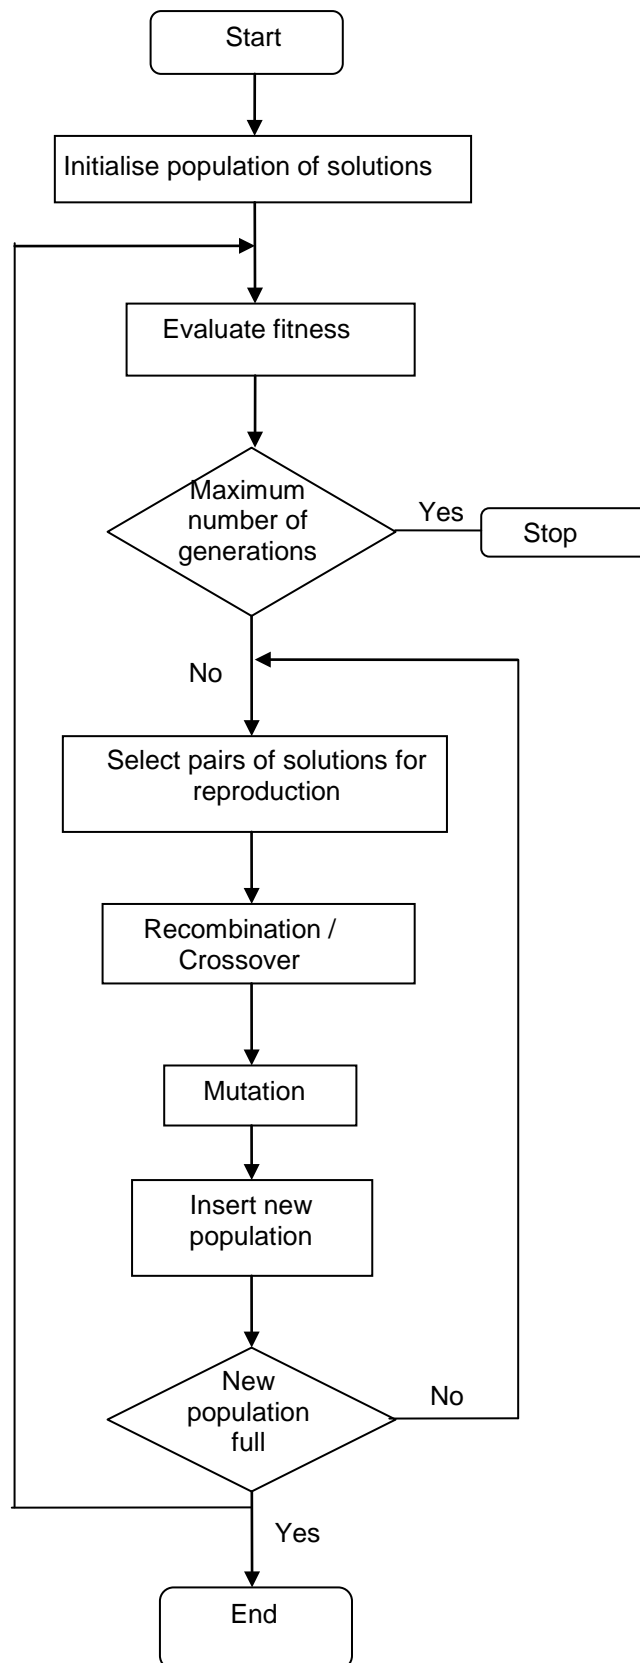 Start
Initialise population of solutions
Evaluate fitness
Maximum
number of
generations
Yes
Stop
No
Select pairs of solutions for
reproduction
Recombination /
Crossover
Mutation
Insert new
population
New
population
full
No
Yes
End